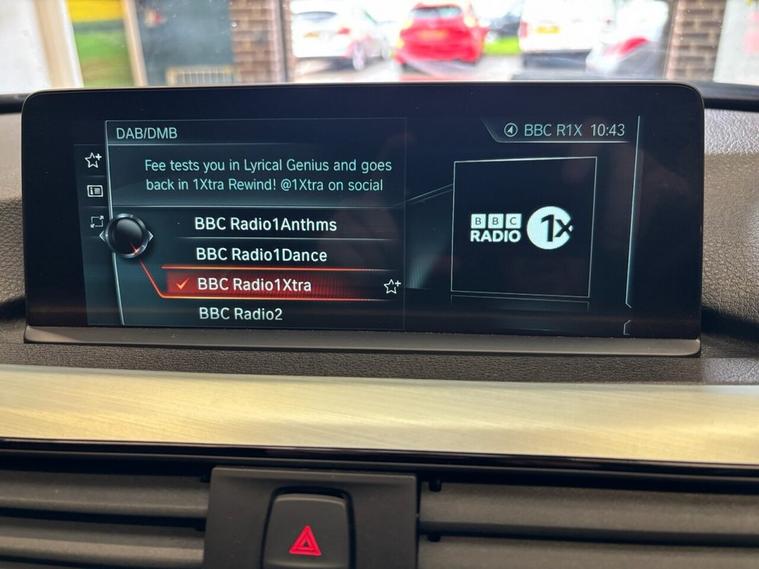 DAB/DMB
BBC R1X 10:43
Fee tests you in Lyrical Genius and goes
back in 1Xtra Rewind! @1Xtra on social
BBC Radio1Anthms
BBC Radio1Dance
BBC Radio1Xtra
BBC Radio2
BBC
RADIO 1X